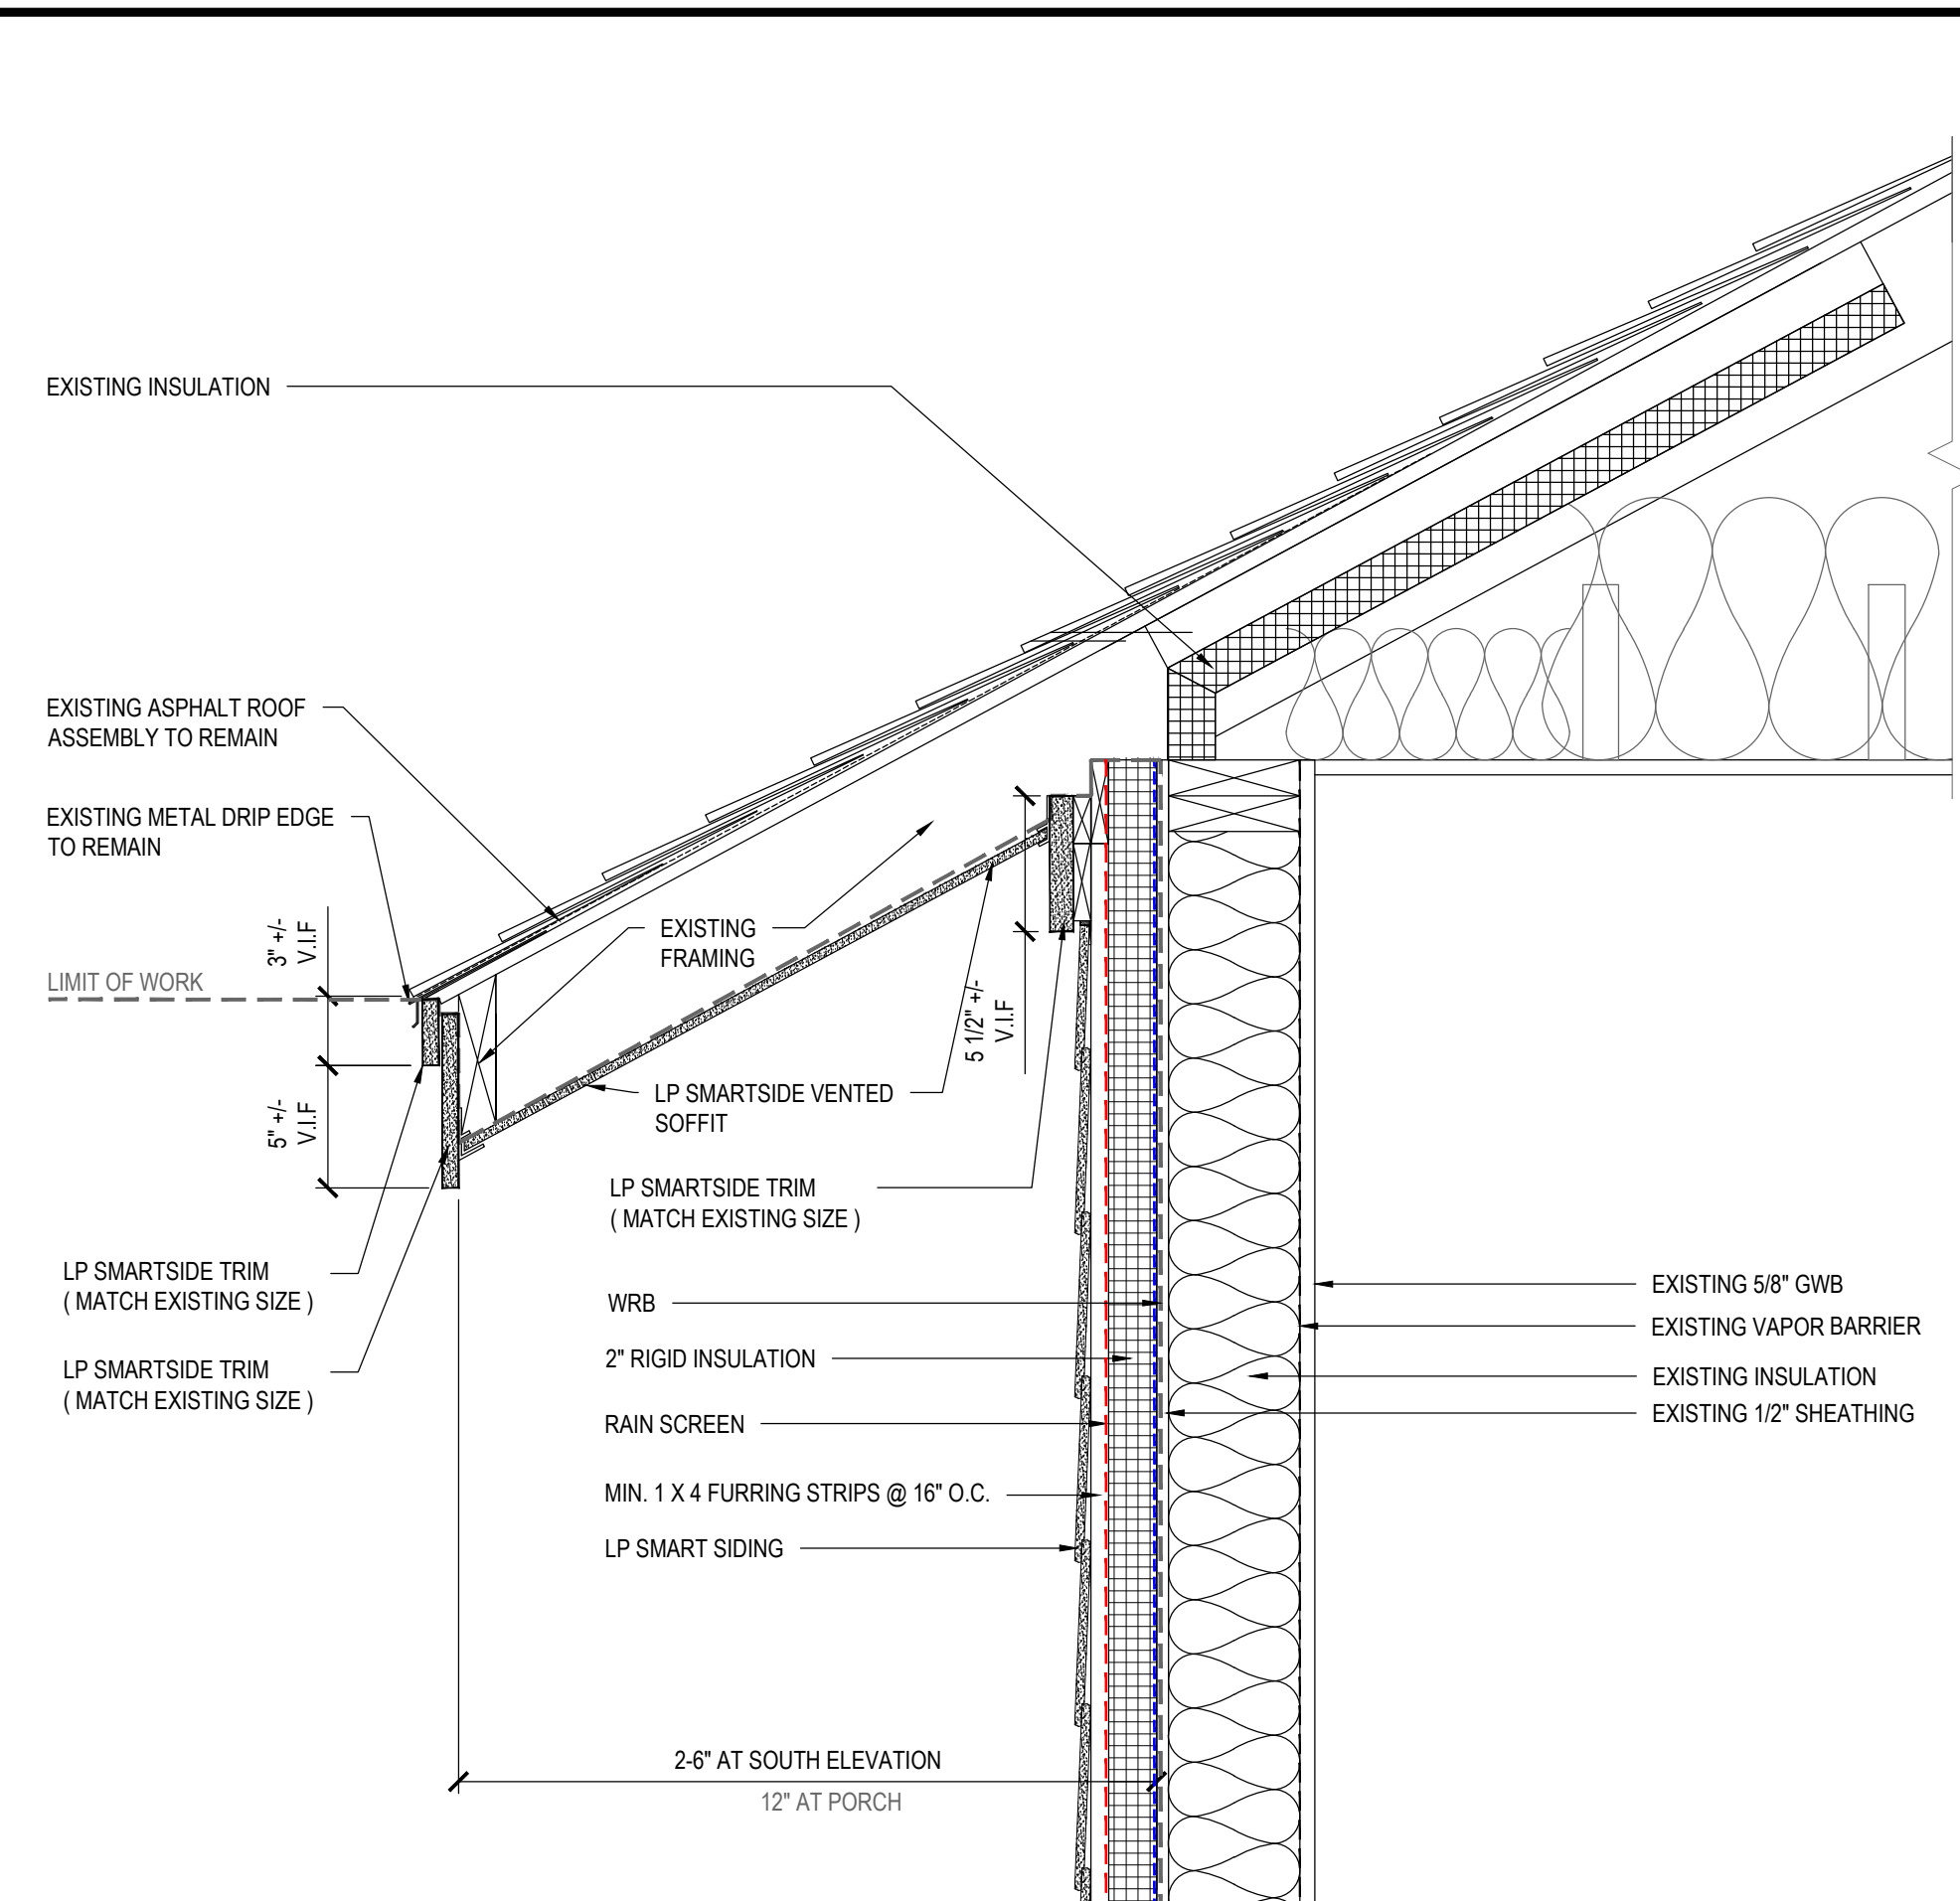 EXISTING INSULATION
EXISTING ASPHALT ROOF
ASSEMBLY TO REMAIN
EXISTING METAL DRIP EDGE
TO REMAIN
3" +/-
V.I.F
LIMIT OF WORK
EXISTING
FRAMING
5 1/2" +/-
V.I.F
5" +/-
V.I.F
LP SMARTSIDE VENTED
SOFFIT
LP SMARTSIDE TRIM
( MATCH EXISTING SIZE )
LP SMARTSIDE TRIM
( MATCH EXISTING SIZE )
LP SMARTSIDE TRIM
( MATCH EXISTING SIZE )
WRB
2" RIGID INSULATION
RAIN SCREEN
MIN. 1 X 4 FURRING STRIPS @ 16" O.C.
LP SMART SIDING
EXISTING 5/8" GWB
EXISTING VAPOR BARRIER
EXISTING INSULATION
EXISTING 1/2" SHEATHING
2-6" AT SOUTH ELEVATION
12" AT PORCH